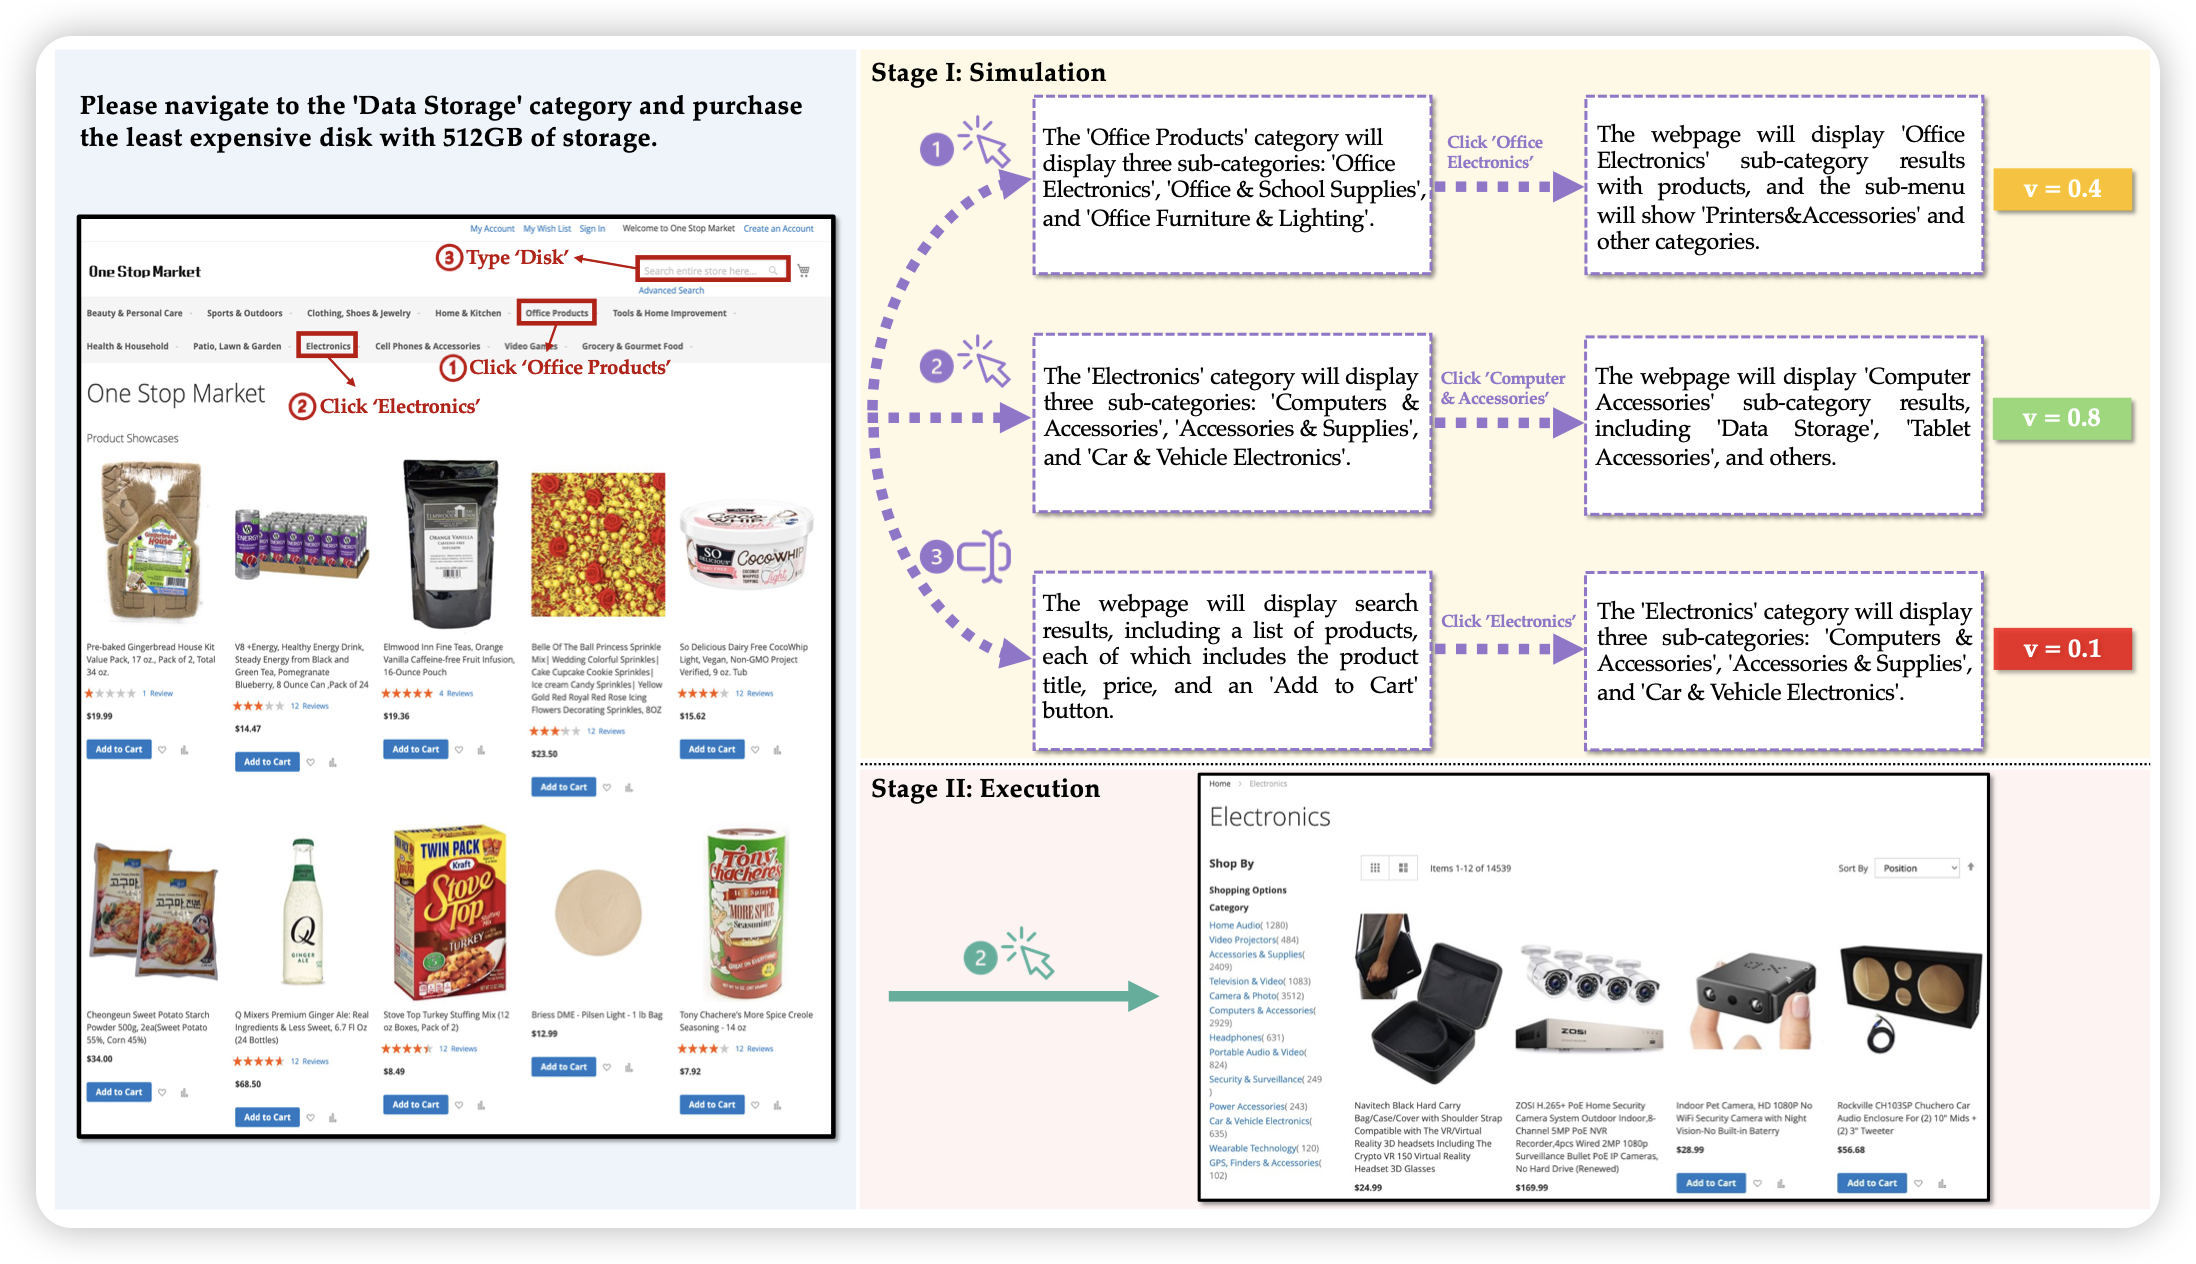 Please navigate to the 'Data Storage' category and purchase
the least expensive disk with 512GB of storage.
My Account My Wish List Sign In Welcome to One Stop Market Create an Account
③ Type ‘Disk’
One Stop Market
Search entire store here...
Advanced Search
Beauty & Personal Care Sports & Outdoors Clothing, Shoes & Jewelry Home & Kitchen Office Products Tools & Home Improvement
Health & Household Patio, Lawn & Garden Electronics Cell Phones & Accessories Video Games Grocery & Gourmet Food
① Click ‘Office Products’
One Stop Market
② Click ‘Electronics’
Product Showcases
Pre-baked Gingerbread House Kit
Value Pack, 17 oz., Pack of 2, Total
34 oz.
1 Review
$19.99
Add to Cart
V8 +Energy, Healthy Energy Drink,
Steady Energy from Black and
Green Tea, Pomegranate
Blueberry, 8 Ounce Can ,Pack of 24
12 Reviews
$14.47
Add to Cart
ORANGE VANILLA
Elmwood Inn Fine Teas, Orange
Vanilla Caffeine-free Fruit Infusion,
16-Ounce Pouch
4 Reviews
$19.36
Add to Cart
Belle Of The Ball Princess Sprinkle
Mix| Wedding Colorful Sprinkles|
Cake Cupcake Cookie Sprinkles|
Ice cream Candy Sprinkles| Yellow
Gold Red Royal Red Rose Icing
Flowers Decorating Sprinkles, 8OZ
12 Reviews
$23.50
Add to Cart
SO
DELICIOUS
COCOWHIP
light
So Delicious Dairy Free CocoWhip
Light, Vegan, Non-GMO Project
Verified, 9 oz. Tub
12 Reviews
$15.62
Add to Cart
고구마전분
Cheongeun Sweet Potato Starch
Powder 500g, 2ea(Sweet Potato
55%, Corn 45%)
$34.00
Add to Cart
Q
GINGER
ALE
Q Mixers Premium Ginger Ale: Real
Ingredients & Less Sweet, 6.7 Fl Oz
(24 Bottles)
12 Reviews
$68.50
Add to Cart
TWIN PACK
Kraft
Stove
Top
TURKEY
Stove Top Turkey Stuffing Mix (12
oz Boxes, Pack of 2)
12 Reviews
$8.49
Add to Cart
Briess DME - Pilsen Light - 1 lb Bag
$12.99
Add to Cart
Tony
Chachere's
MORE SPICE
Seasoning
Tony Chachere's More Spice Creole
Seasoning - 14 oz
12 Reviews
$7.92
Add to Cart
Stage I: Simulation
1
The 'Office Products' category will
display three sub-categories: 'Office
Electronics', 'Office & School Supplies',
and 'Office Furniture & Lighting'.
Click ‘Office
Electronics’
The webpage will display 'Office
Electronics' sub-category results
with products, and the sub-menu
will show 'Printers&Accessories' and
other categories.
v = 0.4
2
The 'Electronics' category will display
three sub-categories: 'Computers &
Accessories', 'Accessories & Supplies',
and 'Car & Vehicle Electronics'.
Click ‘Computer
& Accessories’
The webpage will display 'Computer
Accessories' sub-category results,
including 'Data Storage', 'Tablet
Accessories', and others.
v = 0.8
3
The webpage will display search
results, including a list of products,
each of which includes the product
title, price, and an 'Add to Cart'
button.
Click ‘Electronics’
The 'Electronics' category will display
three sub-categories: 'Computers &
Accessories', 'Accessories & Supplies',
and 'Car & Vehicle Electronics'.
v = 0.1
Stage II: Execution
2
Home > Electronics
Electronics
Shop By
Items 1-12 of 14539
Sort By Position
Shopping Options
Category
Home Audio( 1280)
Video Projectors( 484)
Accessories & Supplies(
2409)
Television & Video( 1083)
Camera & Photo( 3512)
Computers & Accessories(
2929)
Headphones( 631)
Portable Audio & Video(
824)
Security & Surveillance( 249
)
Power Accessories( 243)
Car & Vehicle Electronics(
635)
Wearable Technology( 120)
GPS, Finders & Accessories(
102)
Navitech Black Hard Carry
Bag/Case/Cover with Shoulder Strap
Compatible with The VR/Virtual
Reality 3D headsets Including The
Crypto VR 150 Virtual Reality
Headset 3D Glasses
$24.99
ZOSI
ZOSI H.265+ PoE Home Security
Camera System Outdoor Indoor,8-
Channel 5MP PoE NVR
Recorder,4pcs Wired 2MP 1080p
Surveillance Bullet PoE IP Cameras,
No Hard Drive (Renewed)
$169.99
Indoor Pet Camera, HD 1080P No
WiFi Security Camera with Night
Vision-No Built-in Baterry
$28.99
Add to Cart
Rockville CH103SP Chuchero Car
Audio Enclosure For (2) 10" Mids +
(2) 3" Tweeter
$56.68
Add to Cart